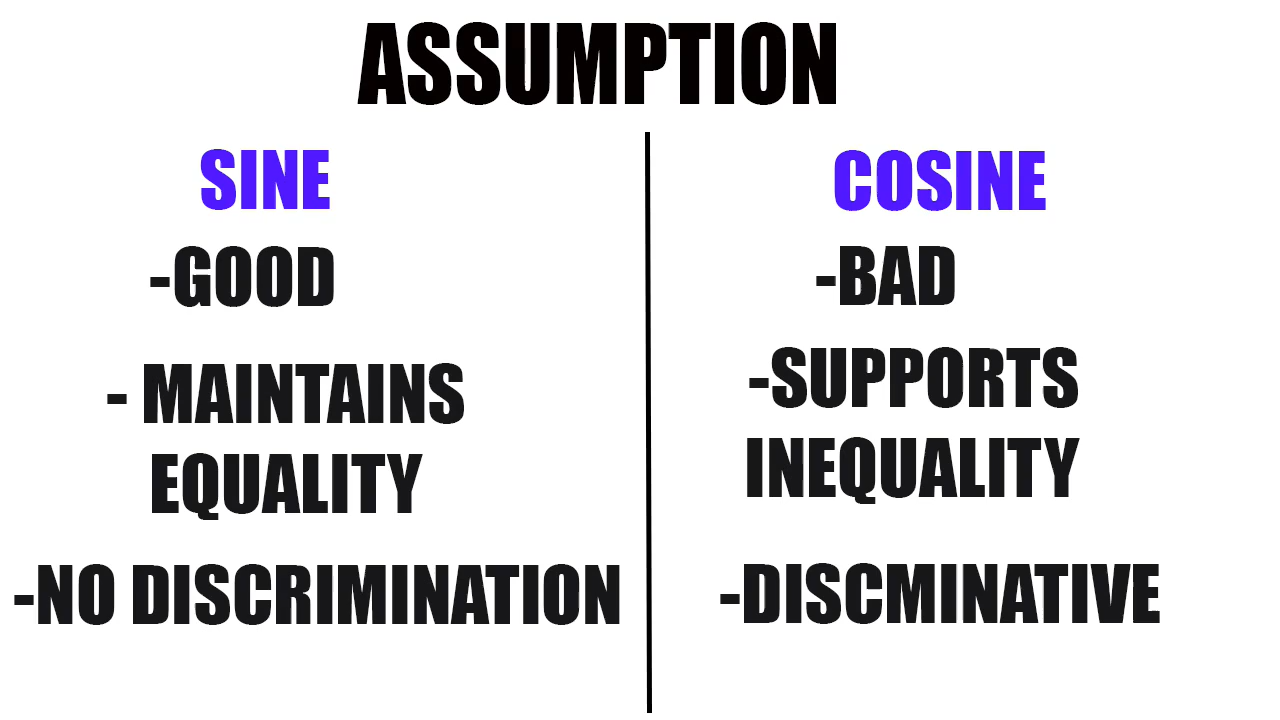 ASSUMPTION
SINE
-GOOD
- MAINTAINS
EQUALITY
-NO DISCRIMINATION
COSINE
-BAD
-SUPPORTS
INEQUALITY
-DISCMINATIVE